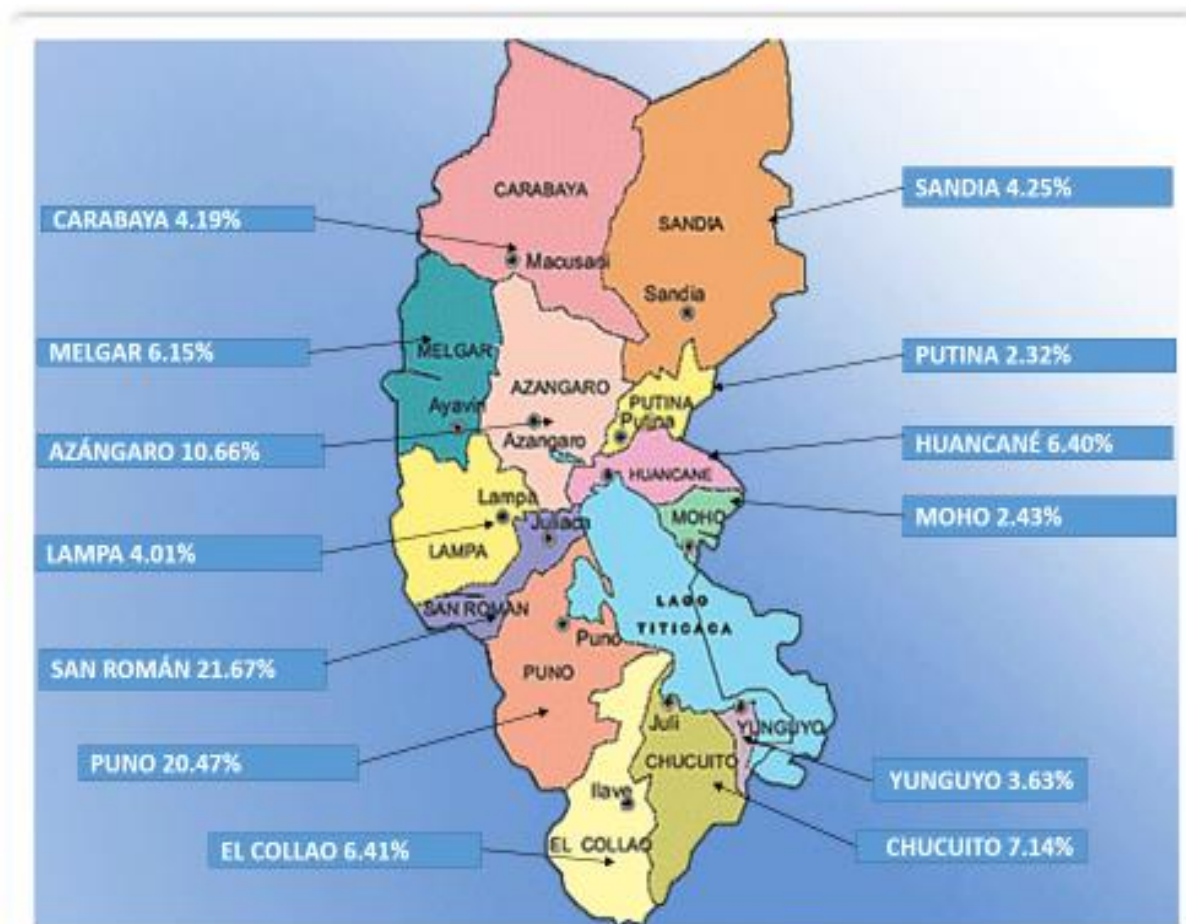 CARABAYA
SANDIA 4.25%
CARABAYA 4.19%
SANDIA
Macusani
Sandia
MELGAR 6.15%
MELGAR
PUTINA 2.32%
AZANGARO
PUTINA
Ayaviri
Putina
AZÁNGARO 10.66%
Azangaro
HUANCANÉ 6.40%
HUANCANE
Lampa
MOHO
MOHO 2.43%
Juliaca
LAMPA 4.01%
LAMPA
LAGO
TITICACA
SAN ROMAN
Puno
SAN ROMÁN 21.67%
PUNO
Juli
YUNGUYO
PUNO 20.47%
CHUCUITO
YUNGUYO 3.63%
Ilave
EL COLLAO 6.41%
EL COLLAO
CHUCUITO 7.14%